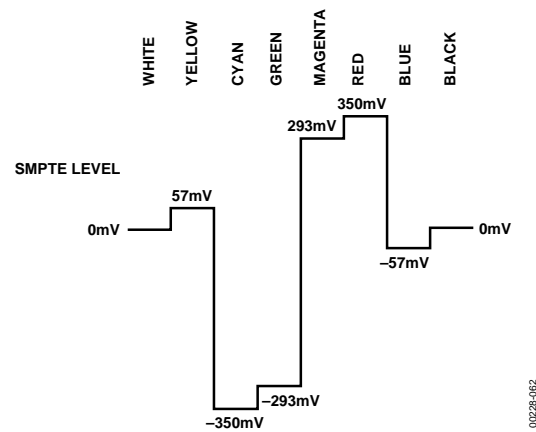 WHITE
YELLOW
CYAN
GREEN
MAGENTA
RED
BLUE
BLACK
350mV
293mV
SMPTE LEVEL
57mV
0mV
0mV
–57mV
–293mV
–350mV
00228-062